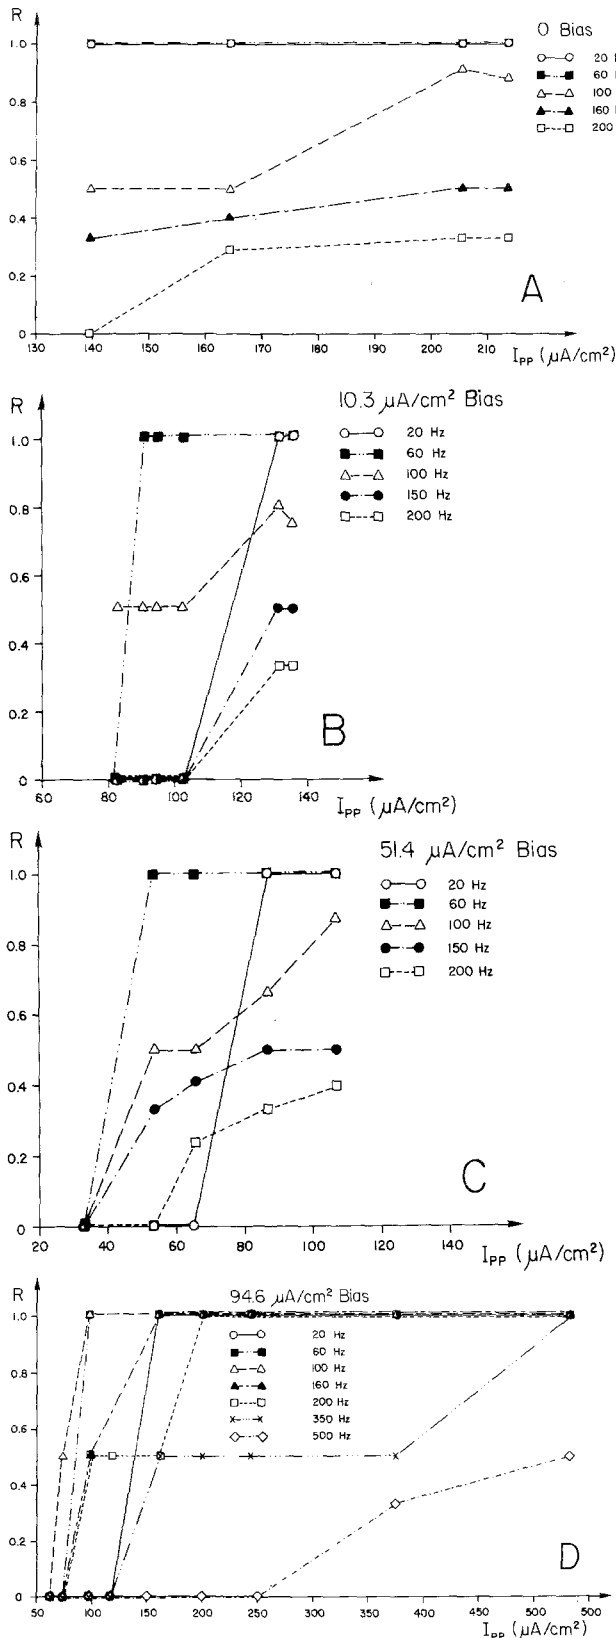 R
1.0
0.8
0.6
0.4
0.2
0
130 140 150 160 170 180 190 200 210
I_PP (μA/cm²)
0 Bias
20
60
100
160
200
A
R
1.0
0.8
0.6
0.4
0.2
0
60 80 100 120 140
I_PP (μA/cm²)
10.3 μA/cm² Bias
20 Hz
60 Hz
100 Hz
150 Hz
200 Hz
B
R
1.0
0.8
0.6
0.4
0.2
0
20 40 60 80 100 120 140
I_PP (μA/cm²)
51.4 μA/cm² Bias
20 Hz
60 Hz
100 Hz
150 Hz
200 Hz
C
R
1.0
0.8
0.6
0.4
0.2
0
50 100 150 200 250 300 350 400 450 500 500
I_PP (μA/cm²)
94.6 μA/cm² Bias
20 Hz
60 Hz
100 Hz
160 Hz
200 Hz
350 Hz
500 Hz
D